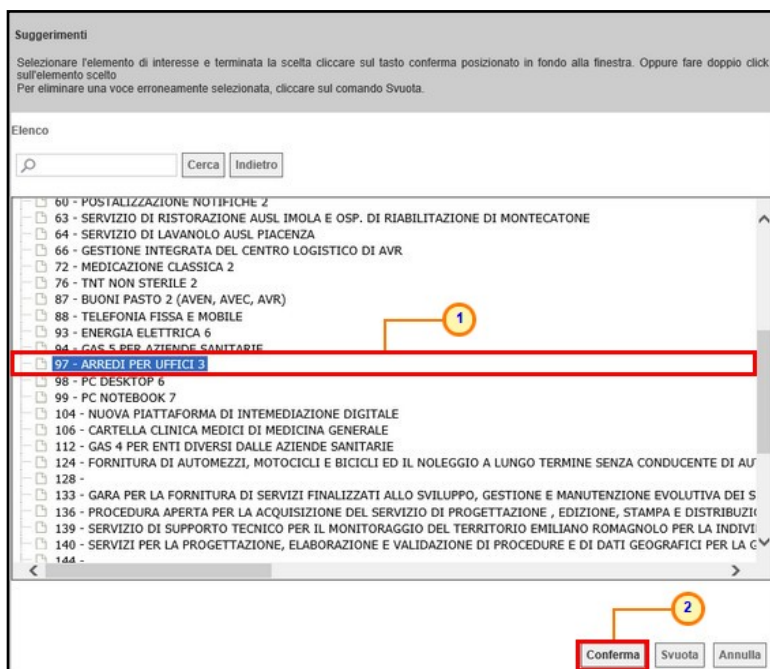 Suggerimenti
Selezionare l'elemento di interesse e terminata la scelta cliccare sul tasto conferma posizionato in fondo alla finestra. Oppure fare doppio click
sull'elemento scelto
Per eliminare una voce erroneamente selezionata, cliccare sul comando Svuota.
Elenco
Cerca Indietro
60 - POSTALIZZAZIONE NOTIFICHE 2
63 - SERVIZIO DI RISTORAZIONE AUSL IMOLA E OSP. DI RIABILITAZIONE DI MONTECATONE
64 - SERVIZIO DI LAVANOLO AUSL PIACENZA
66 - GESTIONE INTEGRATA DEL CENTRO LOGISTICO DI AVR
72 - MEDICAZIONE CLASSICA 2
76 - TNT NON STERILE 2
87 - BUONI PASTO 2 (AVEN, AVEC, AVR)
88 - TELEFONIA FISSA E MOBILE
1
93 - ENERGIA ELETTRICA 6
94 - GAS 5 PER AZIENDE SANITARIE
97 - ARREDI PER UFFICI 3
98 - PC DESKTOP 6
99 - PC NOTEBOOK 7
104 - NUOVA PIATTAFORMA DI INTEMEDIAZIONE DIGITALE
106 - CARTELLA CLINICA MEDICI DI MEDICINA GENERALE
112 - GAS 4 PER ENTI DIVERSI DALLE AZIENDE SANITARIE
124 - FORNITURA DI AUTOMEZZI, MOTOCICLI E BICICLI ED IL NOLEGGIO A LUNGO TERMINE SENZA CONDUCENTE DI AU
128 -
133 - GARA PER LA FORNITURA DI SERVIZI FINALIZZATI ALLO SVILUPPO, GESTIONE E MANUTENZIONE EVOLUTIVA DEI S
136 - PROCEDURA APERTA PER LA ACQUISIZIONE DEL SERVIZIO DI PROGETTAZIONE , EDIZIONE, STAMPA E DISTRIBUZI
139 - SERVIZIO DI SUPPORTO TECNICO PER IL MONITORAGGIO DEL TERRITORIO EMILIANO ROMAGNOLO PER LA INDIVI
140 - SERVIZI PER LA PROGETTAZIONE, ELABORAZIONE E VALIDAZIONE DI PROCEDURE E DI DATI GEOGRAFICI PER LA G
144 -
2
Conferma Svuota Annulla